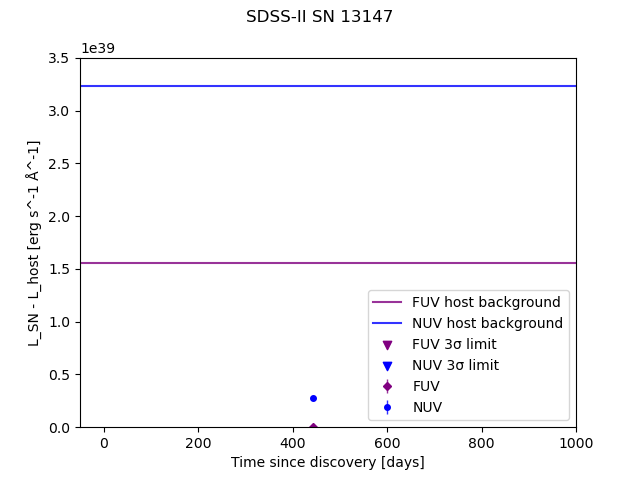 SDSS-II SN 13147
1e39
3.5
3.0
2.5
2.0
1.5
1.0
0.5
0.0
L_SN - L_host [erg s^-1 Å^-1]
FUV host background
NUV host background
FUV 3σ limit
NUV 3σ limit
FUV
NUV
0 200 400 600 800 1000
Time since discovery [days]